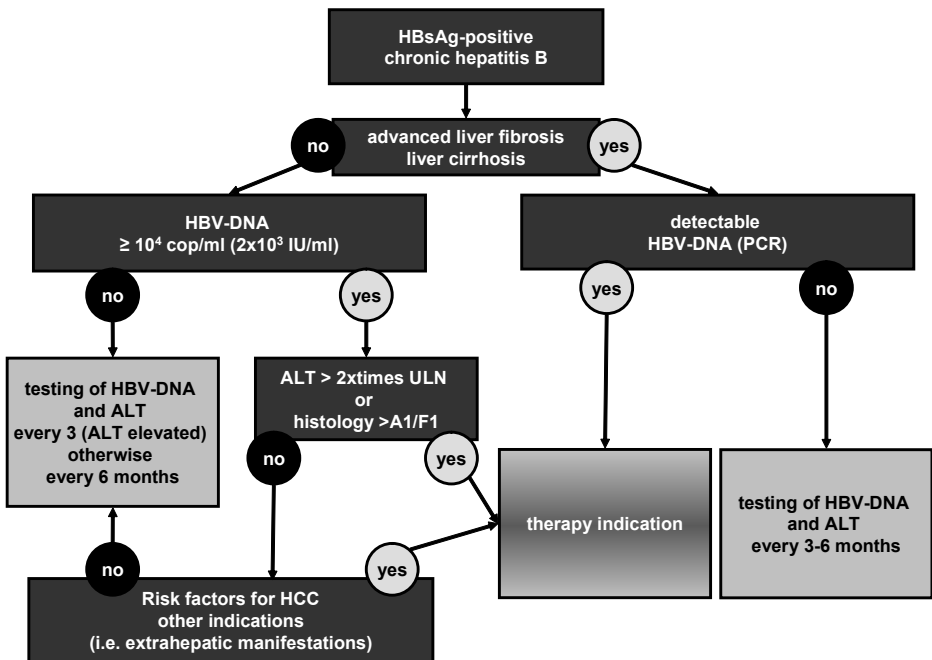 HBsAg-positive
chronic hepatitis B
no
advanced liver fibrosis
liver cirrhosis
yes
HBV-DNA
≥ 10⁴ cop/ml (2x10³ IU/ml)
detectable
HBV-DNA (PCR)
no
yes
yes
no
testing of HBV-DNA
and ALT
every 3 (ALT elevated)
otherwise
every 6 months
ALT > 2xtimes ULN
or
histology >A1/F1
no
yes
therapy indication
testing of HBV-DNA
and ALT
every 3-6 months
no
yes
Risk factors for HCC
other indications
(i.e. extrahepatic manifestations)